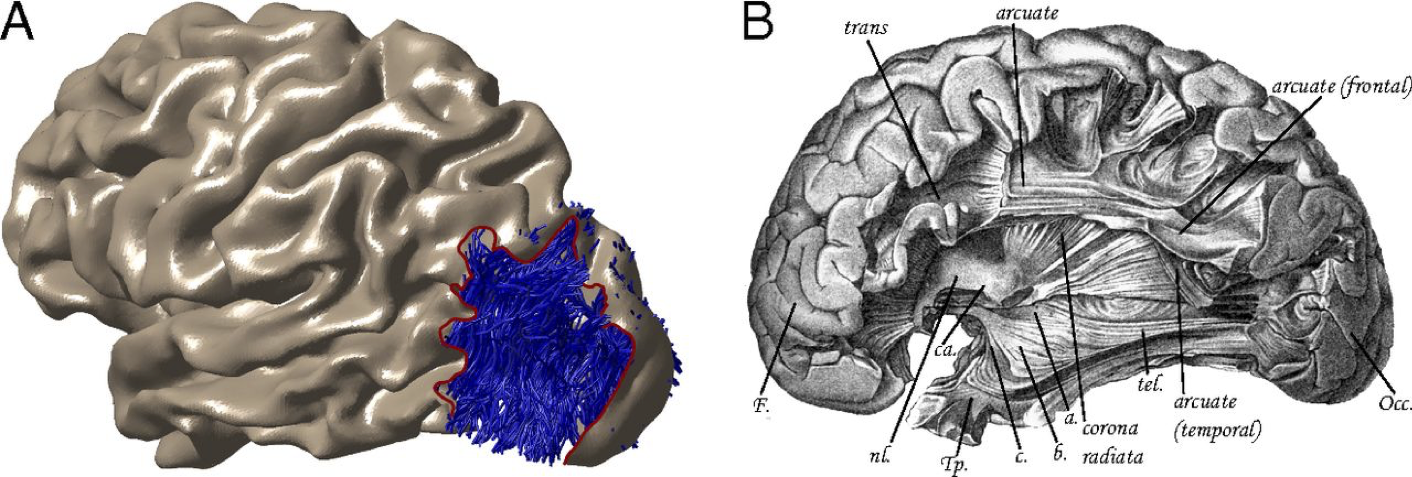 A
B
arcuate
trans
arcuate (frontal)
F.
ca.
nl.
Tp.
c.
b.
a.
corona
radiata
tel.
arcuate
(temporal)
Occ.